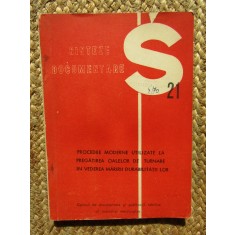 SINTEZE
DOCUMENTARE
Ș
21
PROCEDEE MODERNE UTILIZATE LA
PREGĂTIREA OALELOR DE TURNARE
ÎN VEDEREA MĂRIRII DURABILITĂȚII LOR